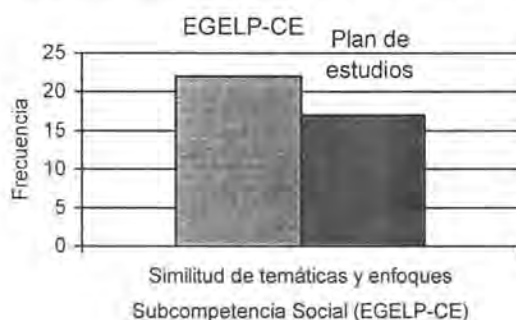 EGELP-CE
Plan de
estudios
Frecuencia
25
20
15
10
5
0
Similitud de temáticas y enfoques
Subcompetencia Social (EGELP-CE)